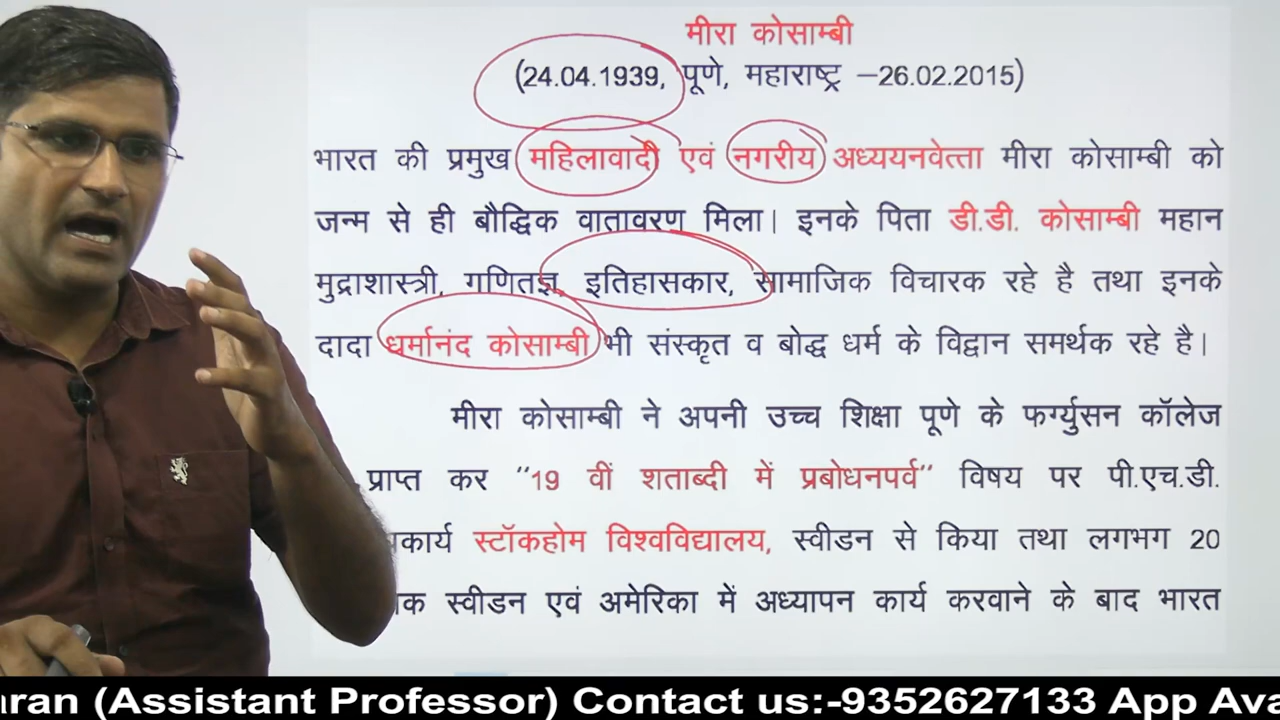 मीरा कोसाम्बी
(24.04.1939, पूणे, महाराष्ट्र –26.02.2015)
भारत की प्रमुख महिलावादी एवं नगरीय अध्ययनवेत्ता मीरा कोसाम्बी को
जन्म से ही बौद्धिक वातावरण मिला। इनके पिता डी.डी. कोसाम्बी महान
मुद्राशास्त्री, गणितज्ञ, इतिहासकार, सामाजिक विचारक रहे है तथा इनके
दादा धर्मानंद कोसाम्बी भी संस्कृत व बोद्ध धर्म के विद्वान समर्थक रहे है।
मीरा कोसाम्बी ने अपनी उच्च शिक्षा पूणे के फर्ग्युसन कॉलेज
प्राप्त कर "19 वीं शताब्दी में प्रबोधनपर्व" विषय पर पी.एच.डी.
कार्य स्टॉकहोम विश्वविद्यालय, स्वीडन से किया तथा लगभग 20
क स्वीडन एवं अमेरिका में अध्यापन कार्य करवाने के बाद भारत
aran (Assistant Professor) Contact us:-9352627133 App Ava